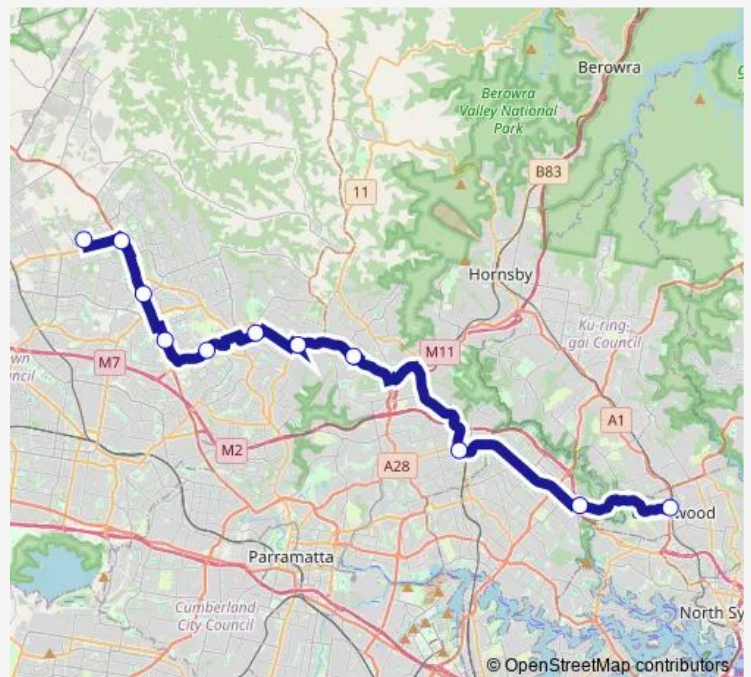 Berowra
Berowra
Valley National
Park
B83
11
Hornsby
Ku-ring-
gai Council
M11
M7
A1
M2
A28
wood
Parramatta
Cumberland
City Council
North Sy
© OpenStreetMap contributors